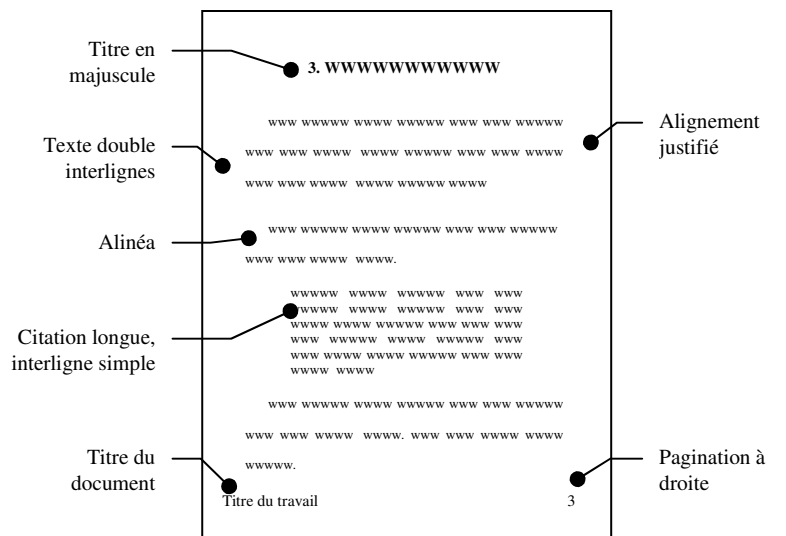 Titre en
majuscule
3. WWWWWWWWWWW
www wwwww wwww wwwww www www wwwww
Alignement
justifié
Texte double
interlignes
www www wwww wwww wwwww www www wwww
www www wwww wwww wwwww wwww
Alinéa
www wwwww wwww wwwww www www wwwww
www www wwww wwww.
Citation longue,
interligne simple
wwwww wwww wwwww www www
wwwww wwww wwwww www www
wwww wwww wwwww www www www
www wwwww wwww wwwww www
www wwww wwww wwwww www www
wwww wwww
www wwwww wwww wwwww www www wwwww
www www wwww wwww. www www wwww wwww
wwwww.
Titre du
document
Pagination à
droite
Titre du travail 3